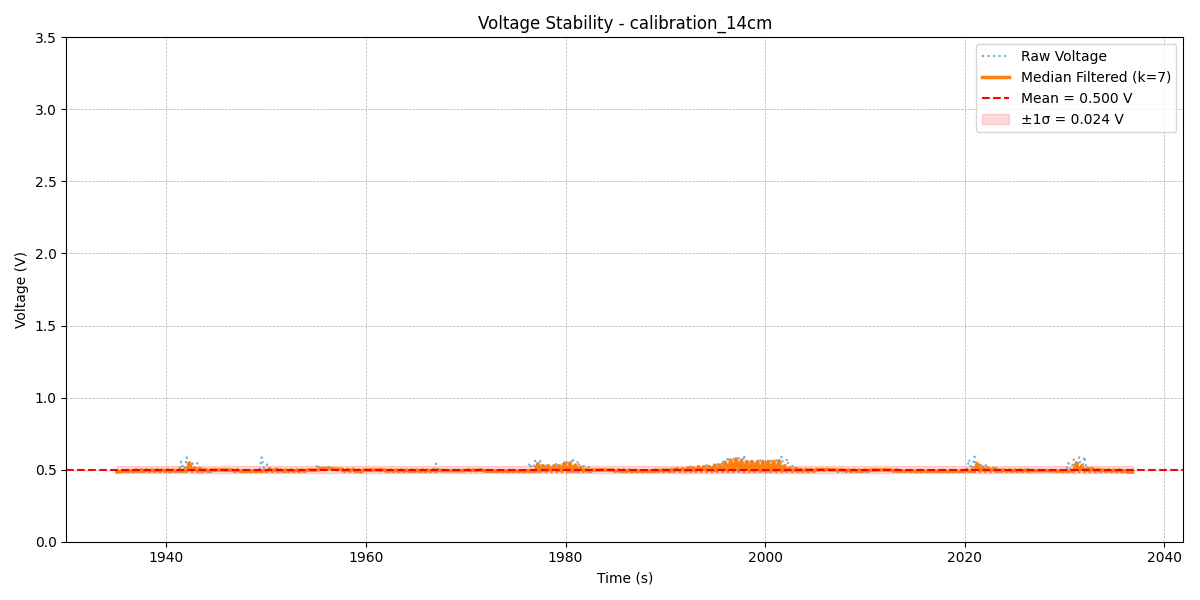 Voltage Stability - calibration_14cm
3.5
3.0
2.5
2.0
1.5
1.0
0.5
0.0
Voltage (V)
Raw Voltage
Median Filtered (k=7)
Mean = 0.500 V
±1σ = 0.024 V
1940
1960
1980
2000
2020
2040
Time (s)